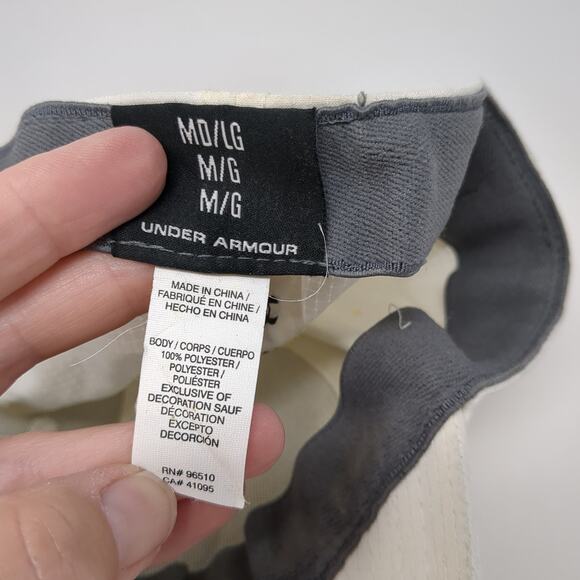 MD/LG
M/G
M/G
UNDER ARMOUR
MADE IN CHINA /
FABRIQUÉ EN CHINE /
HECHO EN CHINA
BODY / CORPS / CUERPO
100% POLYESTER /
POLYESTER /
POLIÉSTER
EXCLUSIVE OF
DECORATION SAUF
DÉCORATION
EXCEPTO
DECORCIÓN
RN# 96510
CA# 41095